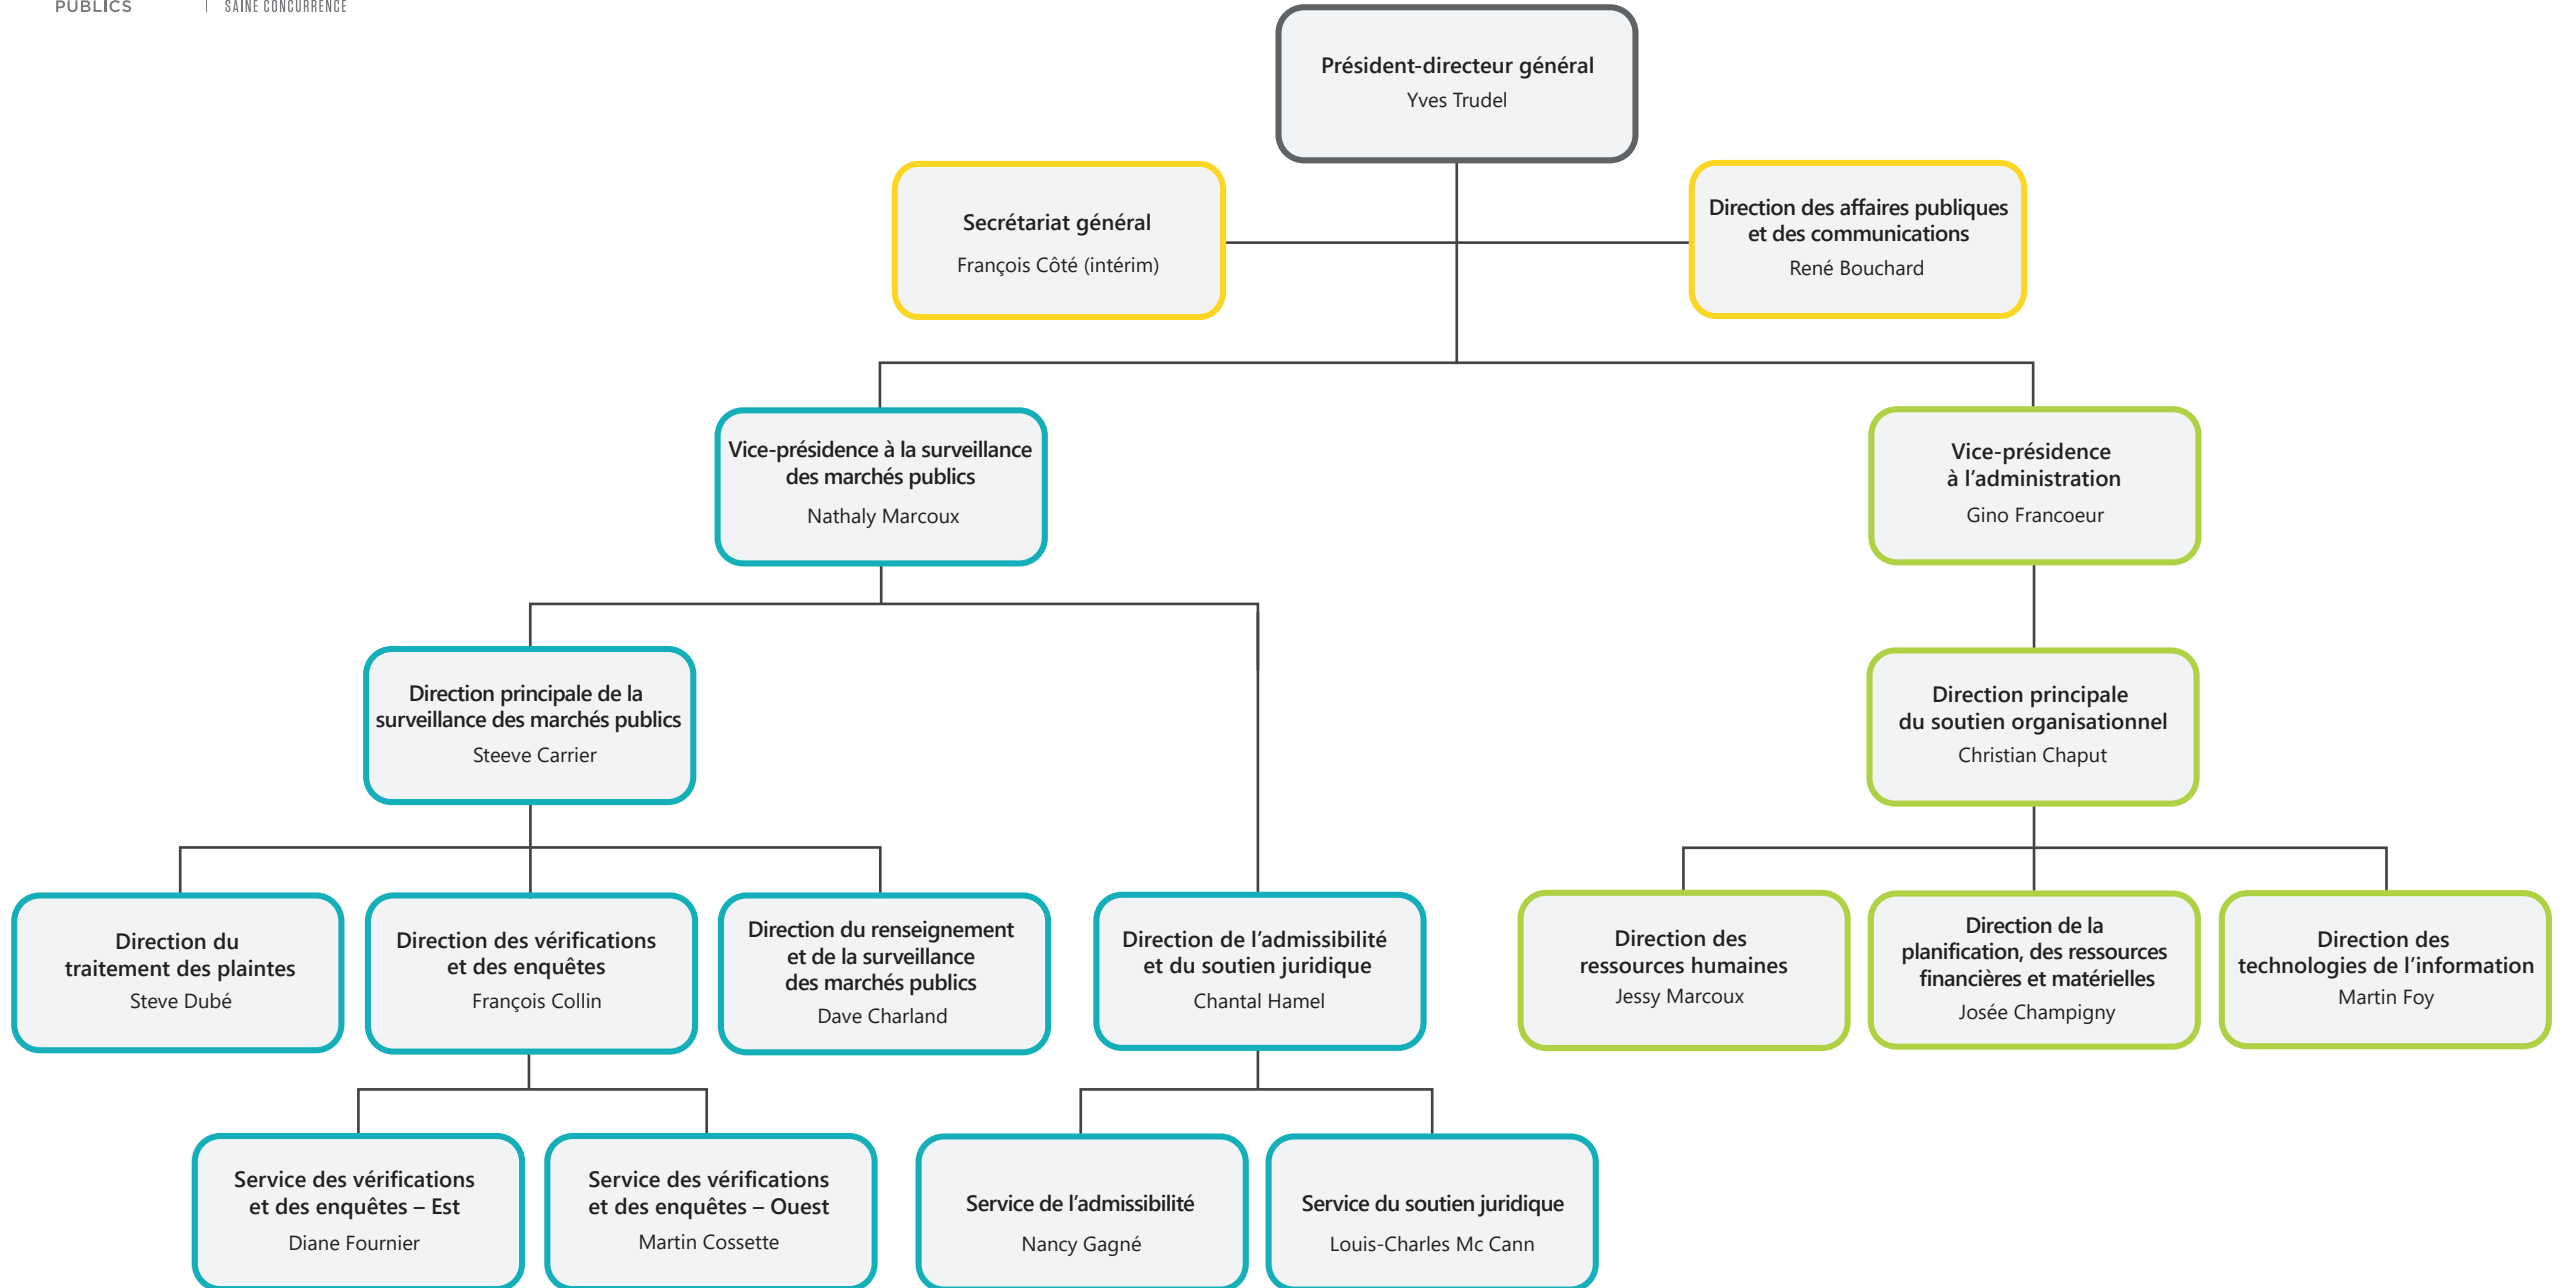 PUBLICS
SAINE CONCURRENCE
Président-directeur général
Yves Trudel
Secrétariat général
François Côté (intérim)
Direction des affaires publiques
et des communications
René Bouchard
Vice-présidence à la surveillance
des marchés publics
Nathaly Marcoux
Vice-présidence
à l'administration
Gino Francoeur
Direction principale de la
surveillance des marchés publics
Steeve Carrier
Direction principale
du soutien organisationnel
Christian Chaput
Direction du
traitement des plaintes
Steve Dubé
Direction des vérifications
et des enquêtes
François Collin
Direction du renseignement
et de la surveillance
des marchés publics
Dave Charland
Direction de l'admissibilité
et du soutien juridique
Chantal Hamel
Direction des
ressources humaines
Jessy Marcoux
Direction de la
planification, des ressources
financières et matérielles
Josée Champigny
Direction des
technologies de l'information
Martin Foy
Service des vérifications
et des enquêtes – Est
Diane Fournier
Service des vérifications
et des enquêtes – Ouest
Martin Cossette
Service de l'admissibilité
Nancy Gagné
Service du soutien juridique
Louis-Charles Mc Cann